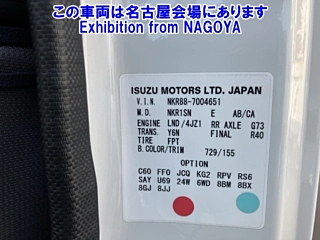 この車両は名古屋会場にあります
Exhibition from NAGOYA
ISUZU MOTORS LTD. JAPAN
V.I.N. NKR88-7004651
M.D. NKR1SN E AB/CA
ENGINE LND /4JZ1 RR AXLE G73
TRANS. Y6N FINAL R40
TIRE FPT
B.COLOR/TRIM 729/155
OPTION
C60 FF0 JCQ KG2 RPV RS6
SAY U69 24W 6WD 8BM 8BX
8GJ 8JJ